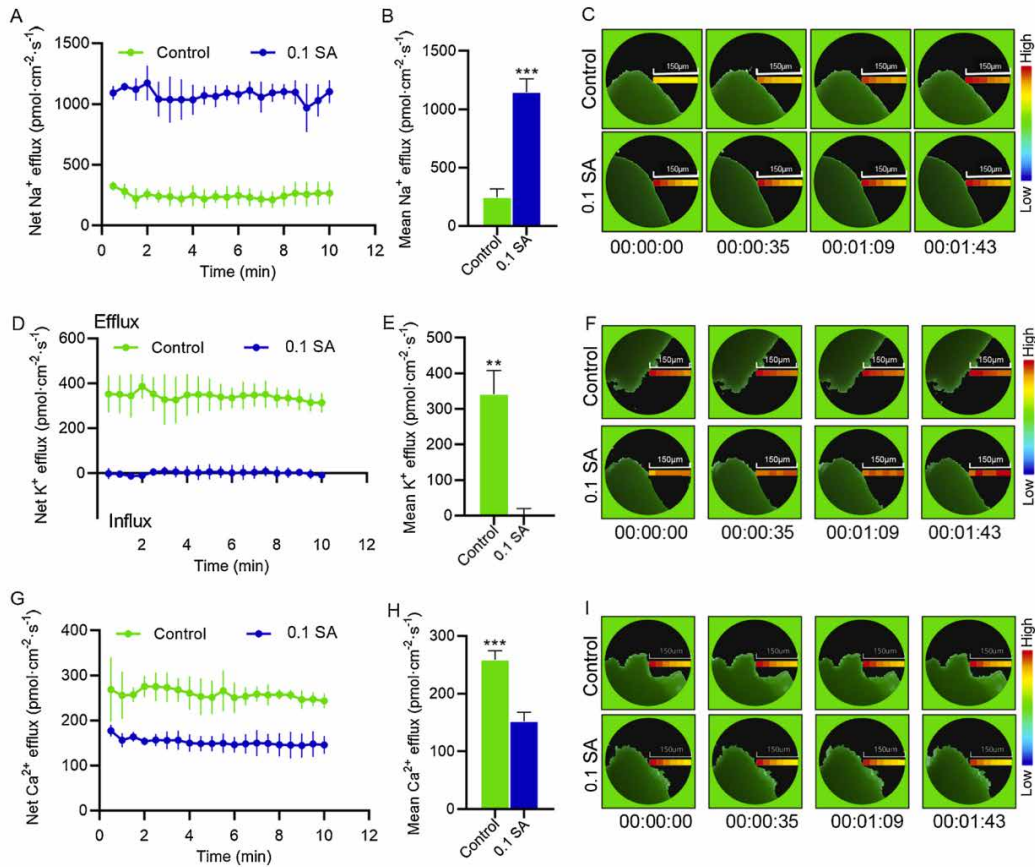 A
Control
0.1 SA
Net Na⁺ efflux (pmol·cm⁻²·s⁻¹)
1500
1000
500
0
0 2 4 6 8 10 12
Time (min)
B
Mean Na⁺ efflux (pmol·cm⁻²·s⁻¹)
1500
1000
500
0
***
Control
0.1 SA
C
Control
150μm 150μm 150μm 150μm
0.1 SA
150μm 150μm 150μm 150μm
00:00:00 00:00:35 00:01:09 00:01:43
High
Low
D
Efflux
Control
0.1 SA
Net K⁺ efflux (pmol·cm⁻²·s⁻¹)
600
400
200
0
Influx
2 4 6 8 10 12
Time (min)
E
Mean K⁺ efflux (pmol·cm⁻²·s⁻¹)
500
400
300
200
100
0
**
Control
0.1 SA
F
Control
150μm 150μm 150μm 150μm
0.1 SA
150μm 150μm 150μm 150μm
00:00:00 00:00:35 00:01:09 00:01:43
High
Low
G
Control
0.1 SA
Net Ca²⁺ efflux (pmol·cm⁻²·s⁻¹)
400
300
200
100
0
0 2 4 6 8 10 12
Time (min)
H
Mean Ca²⁺ efflux (pmol·cm⁻²·s⁻¹)
300
200
100
0
***
Control
0.1 SA
I
Control
150um 150um 150um 150um
0.1 SA
150um 150um 150um 150um
00:00:00 00:00:35 00:01:09 00:01:43
High
Low